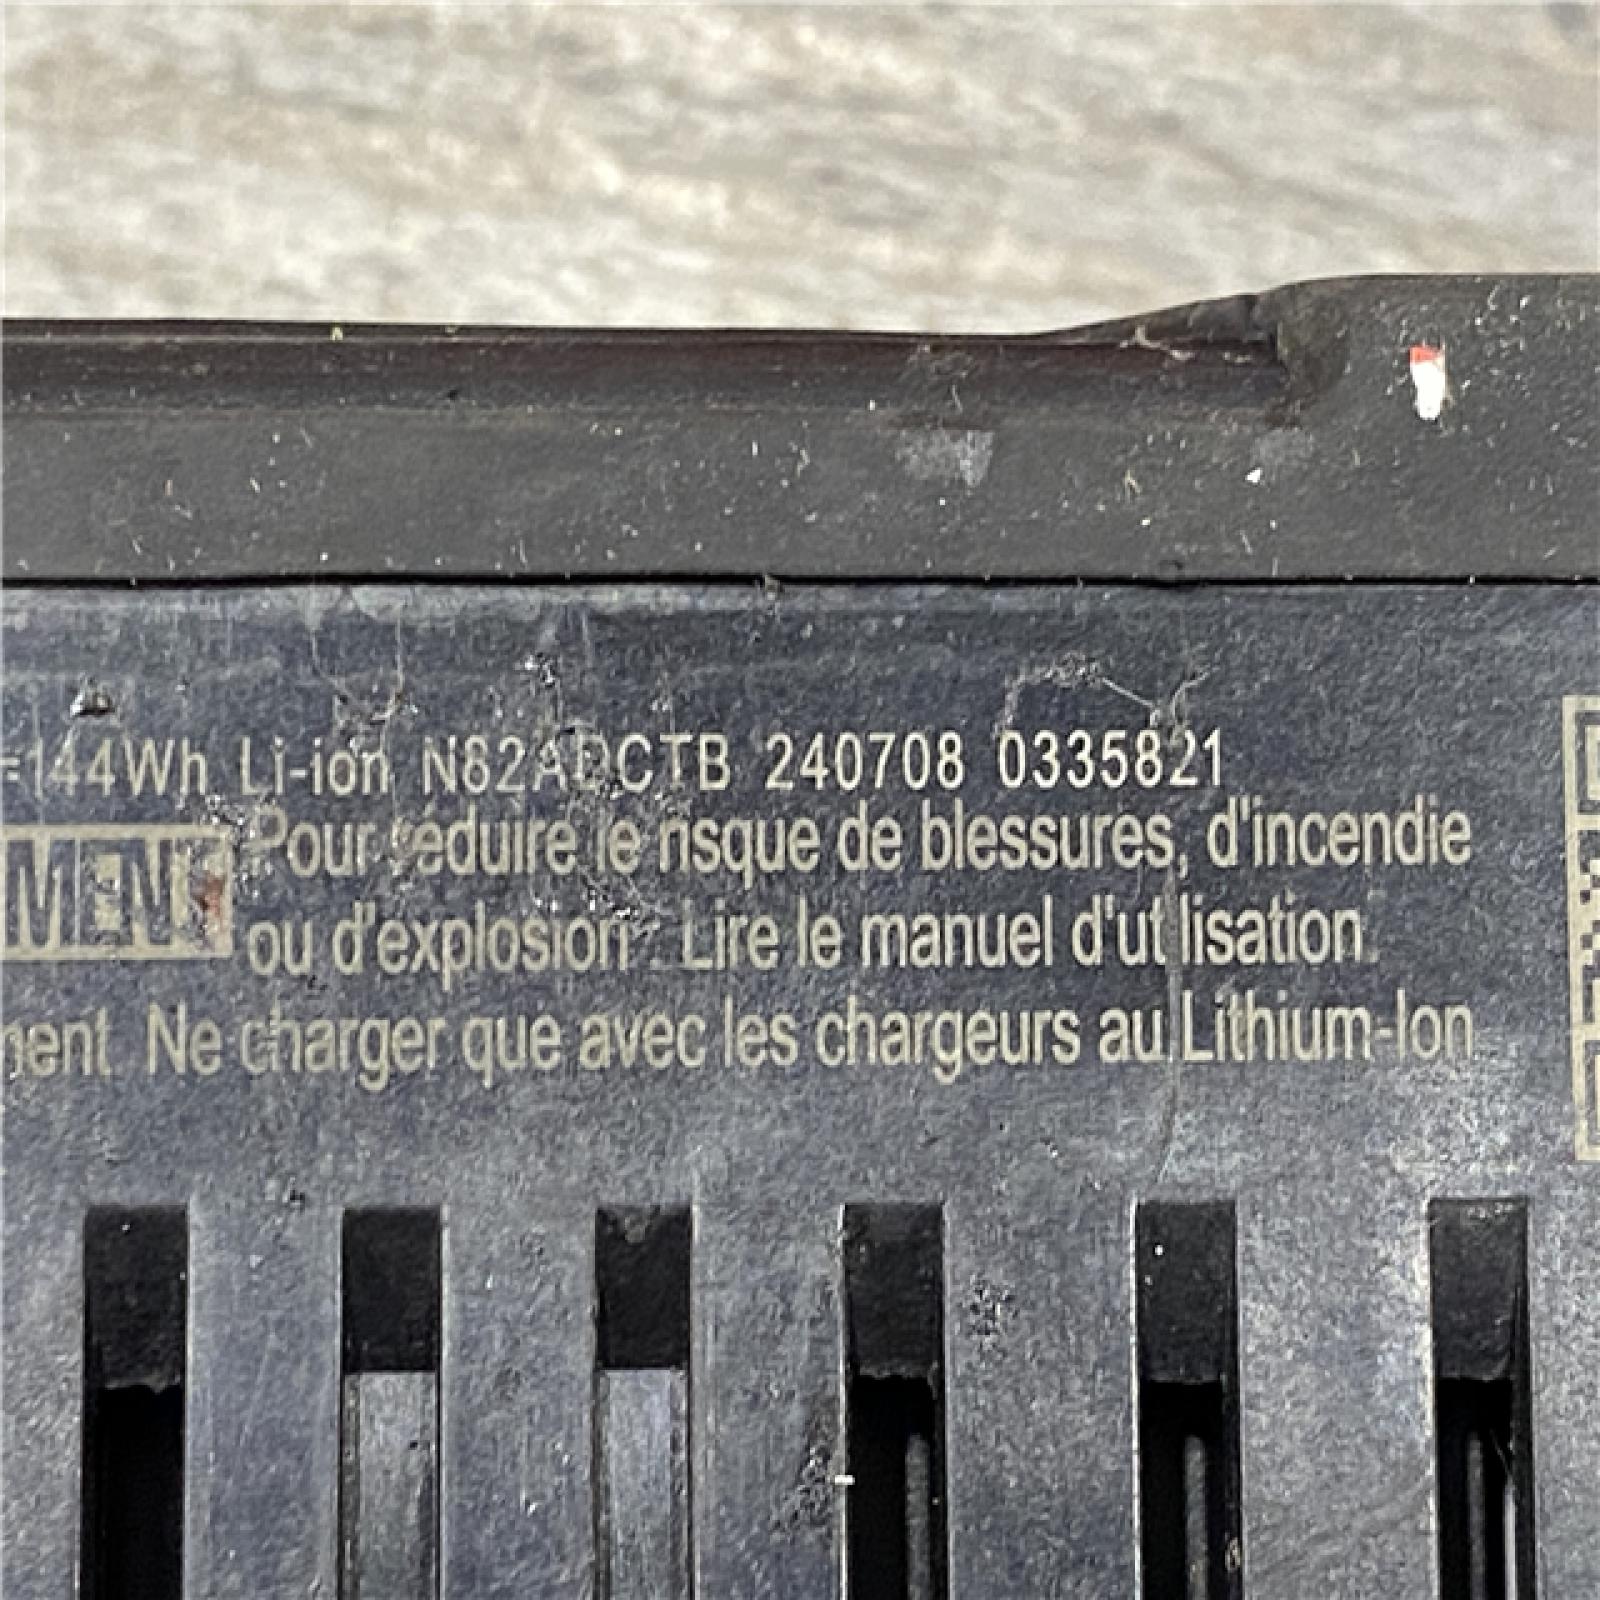 =144Wh Li-ion N82ADCTB 240708 0335821
Pour réduire le risque de blessures, d'incendie
ou d'explosion. Lire le manuel d'utilisation.
Ne charger que avec les chargeurs au Lithium-Ion